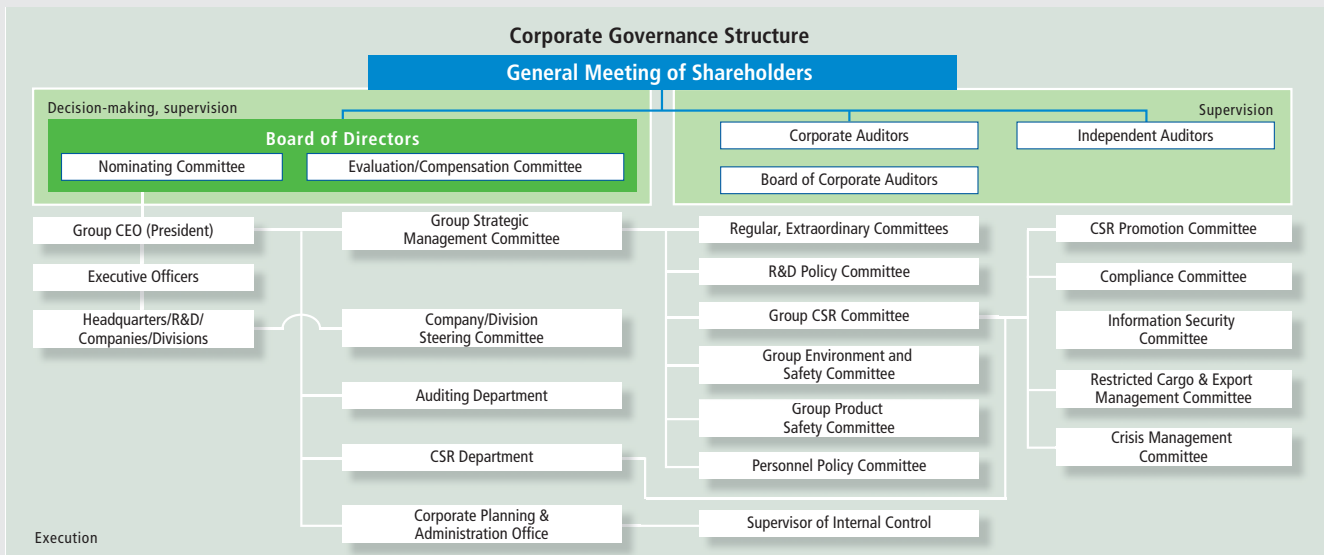 Corporate Governance Structure
General Meeting of Shareholders
Decision-making, supervision
Board of Directors
Nominating Committee
Evaluation/Compensation Committee
Supervision
Corporate Auditors
Independent Auditors
Board of Corporate Auditors
Group CEO (President)
Executive Officers
Headquarters/R&D/
Companies/Divisions
Group Strategic
Management Committee
Company/Division
Steering Committee
Auditing Department
CSR Department
Corporate Planning &
Administration Office
Regular, Extraordinary Committees
R&D Policy Committee
Group CSR Committee
Group Environment and
Safety Committee
Group Product
Safety Committee
Personnel Policy Committee
Supervisor of Internal Control
CSR Promotion Committee
Compliance Committee
Information Security
Committee
Restricted Cargo & Export
Management Committee
Crisis Management
Committee
Execution